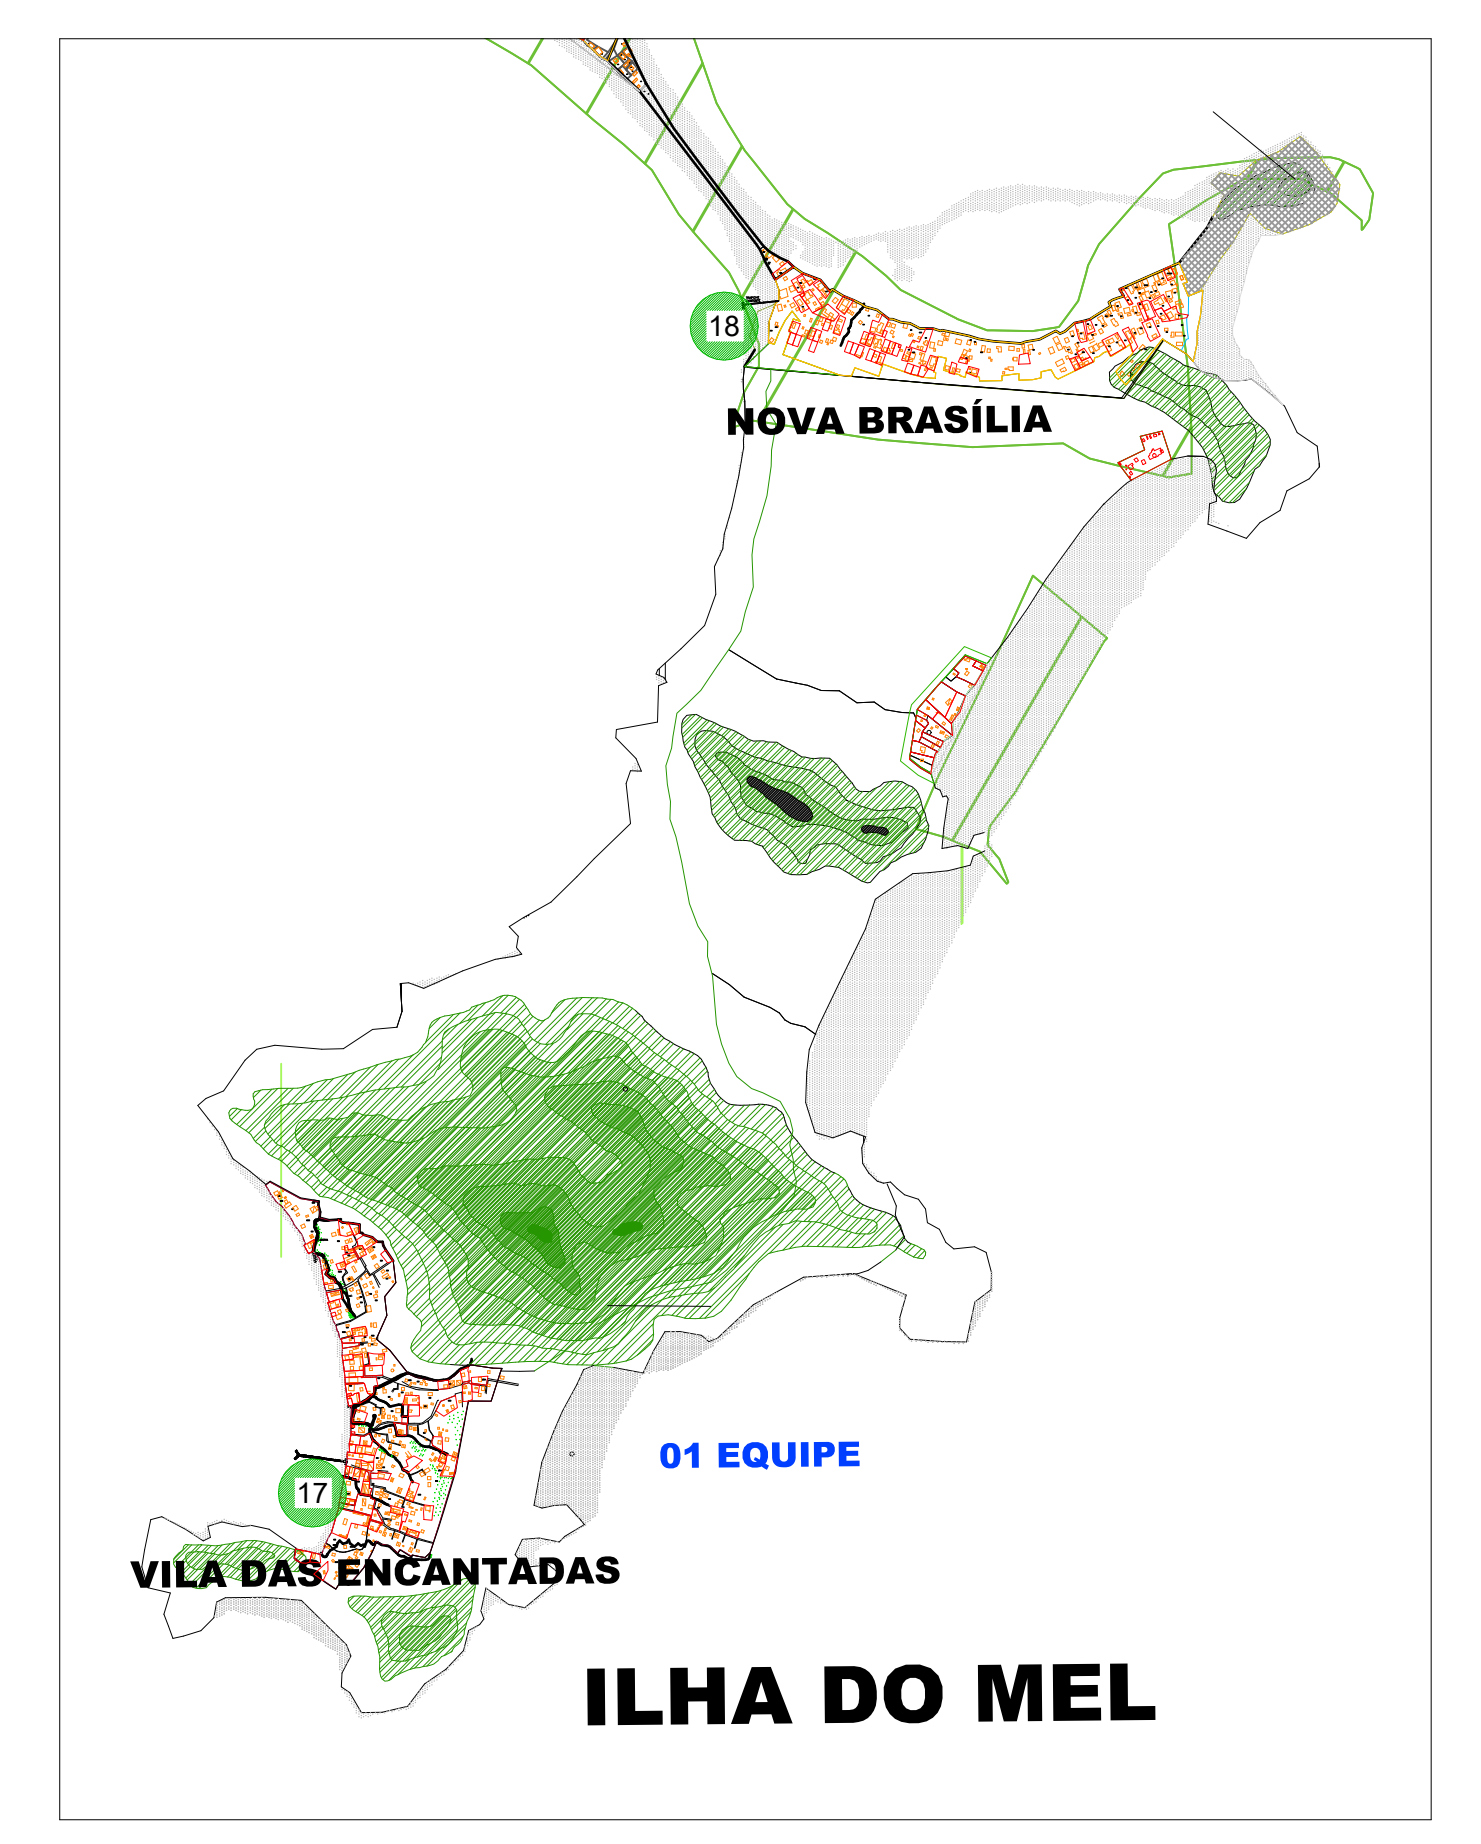 18
NOVA BRASÍLIA
01 EQUIPE
17
VILA DAS ENCANTADAS
ILHA DO MEL